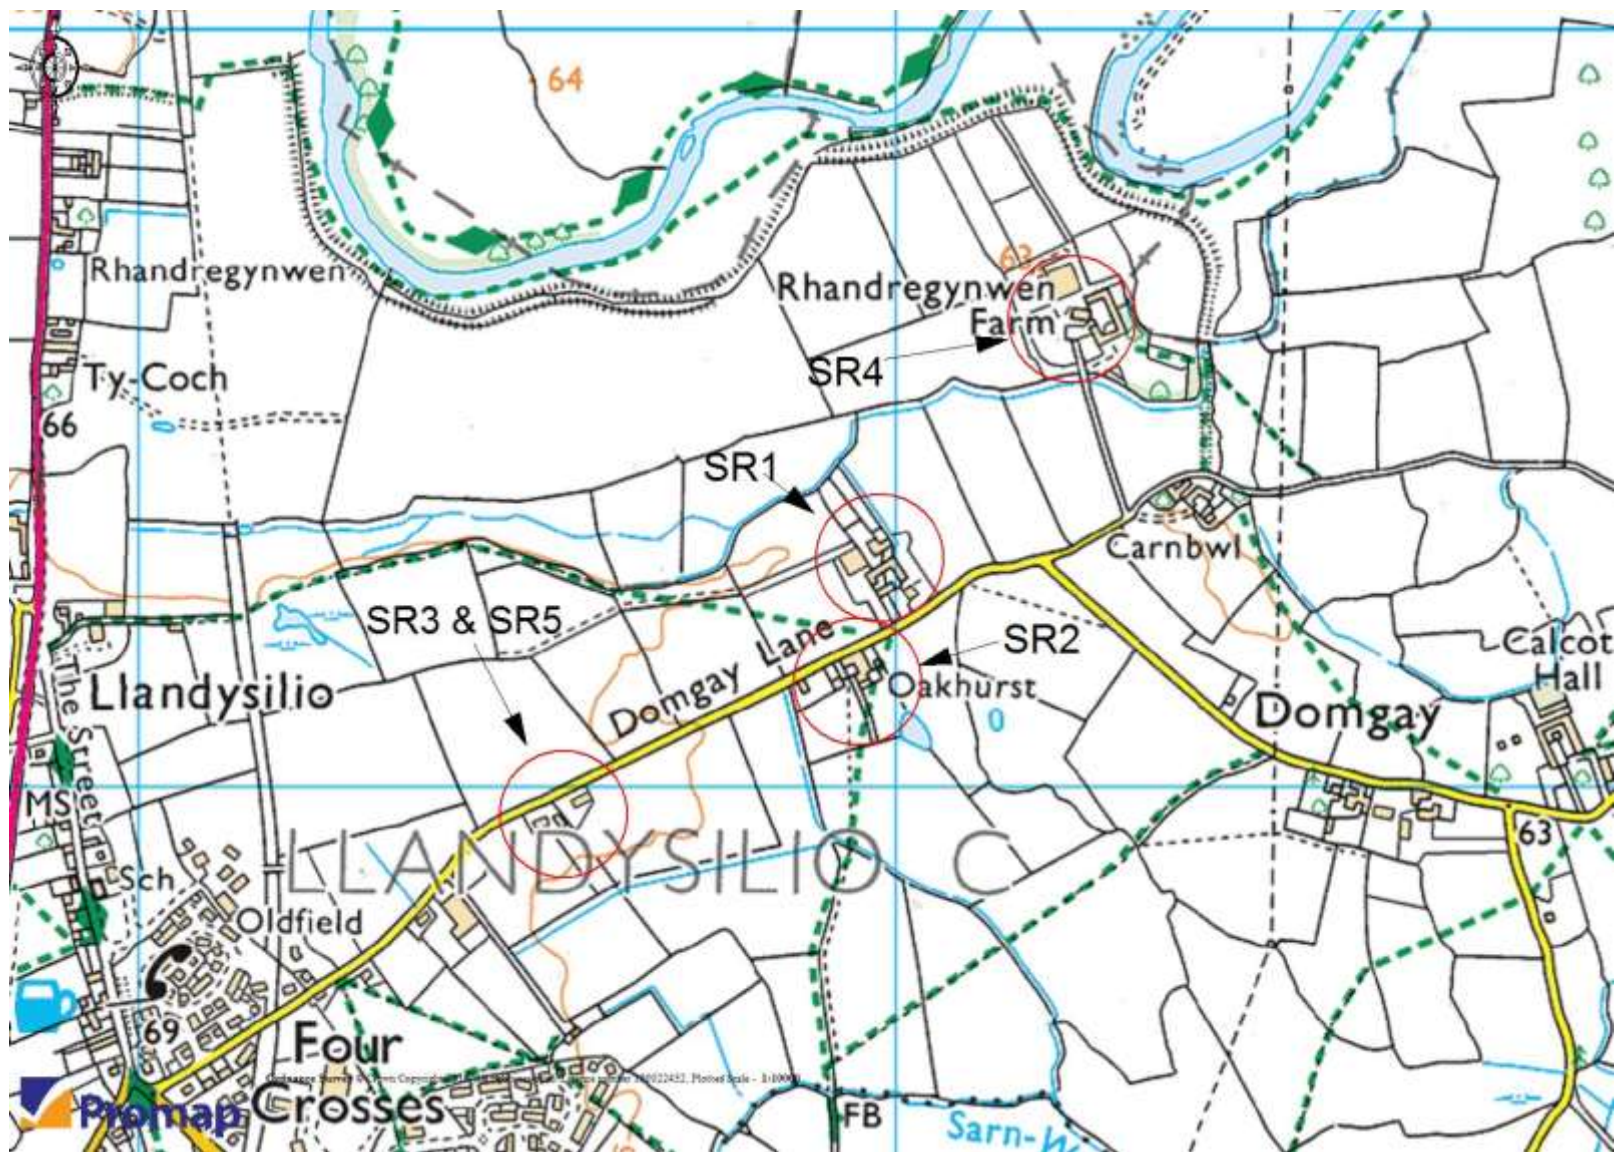 64
Rhandregynwen
63
Rhandregynwen
Farm
SR4
Ty-Coch
66
SR1
Carnbwl
SR3 & SR5
SR2
Calcot
Hall
Domgay Lane
Oakhurst
Llandysilio
The Street
Domgay
MS
63
LLANDYSILIO C
Sch
Oldfield
69
Four
Crosses
Promap
FB
Sarn-W